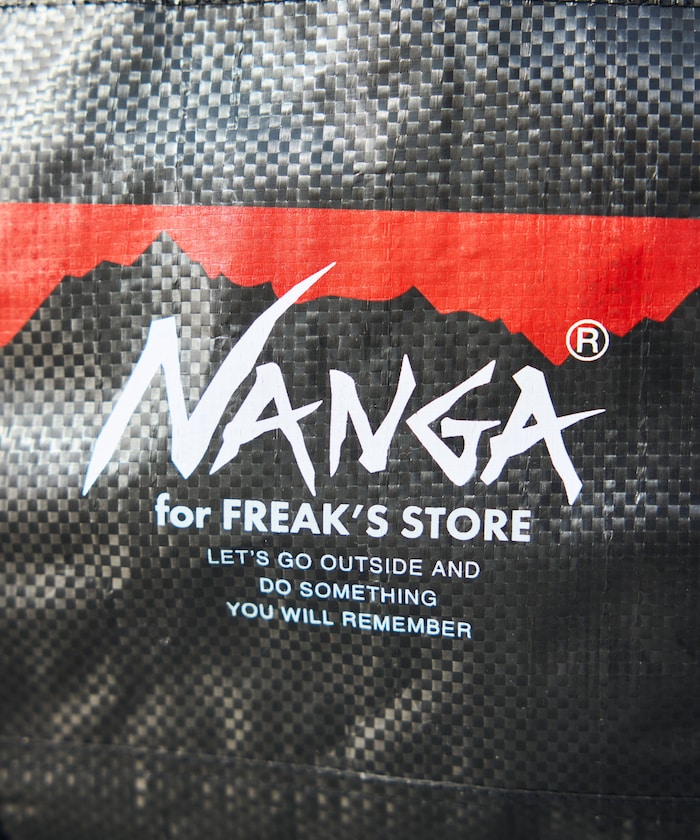 NANGA®
for FREAK'S STORE
LET'S GO OUTSIDE AND
DO SOMETHING
YOU WILL REMEMBER